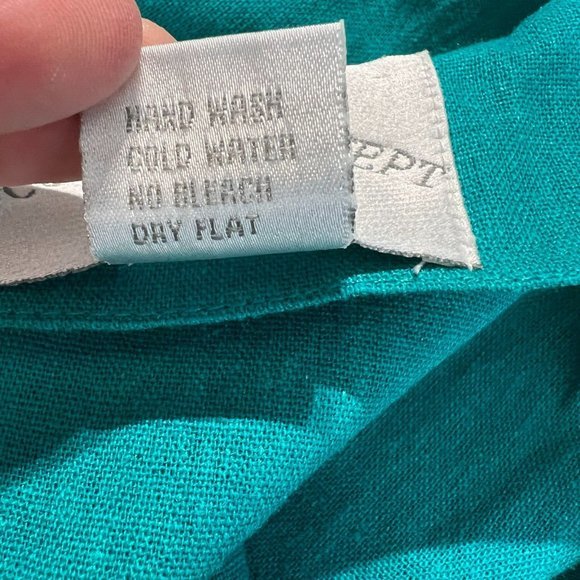 HAND WASH
COLD WATER
NO BLEACH
DRY FLAT